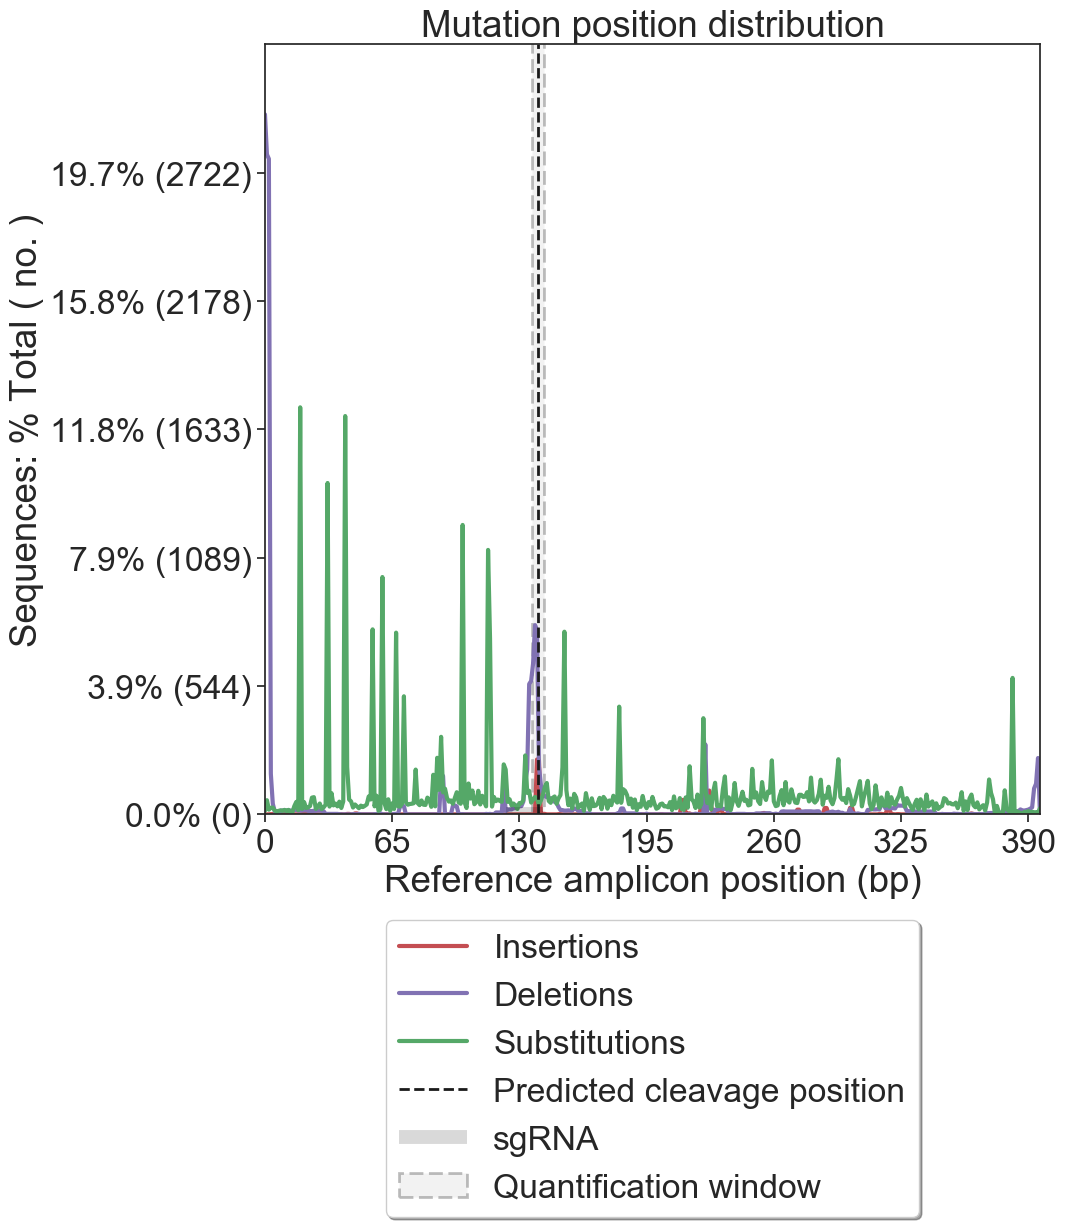 Mutation position distribution
Sequences: % Total ( no. )
19.7% (2722)
15.8% (2178)
11.8% (1633)
7.9% (1089)
3.9% (544)
0.0% (0)
0 65 130 195 260 325 390
Reference amplicon position (bp)
Insertions
Deletions
Substitutions
Predicted cleavage position
sgRNA
Quantification window